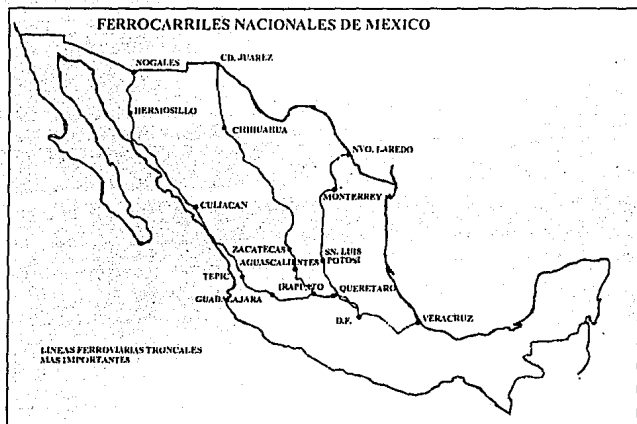 FERROCARRILES NACIONALES DE MEXICO
NOGALES
CD. JUAREZ
HERMOSILLO
CHIHUAHUA
NVO. LAREDO
MONTERREY
CULIACAN
ZACATECAS
AGUASCALIENTES
SN. LUIS
POTOSI
TEPIC
IRAPUATO
QUERETARO
GUADALAJARA
D.F.
VERACRUZ
LINEAS FERROVIARIAS TRONCALES
MAS IMPORTANTES